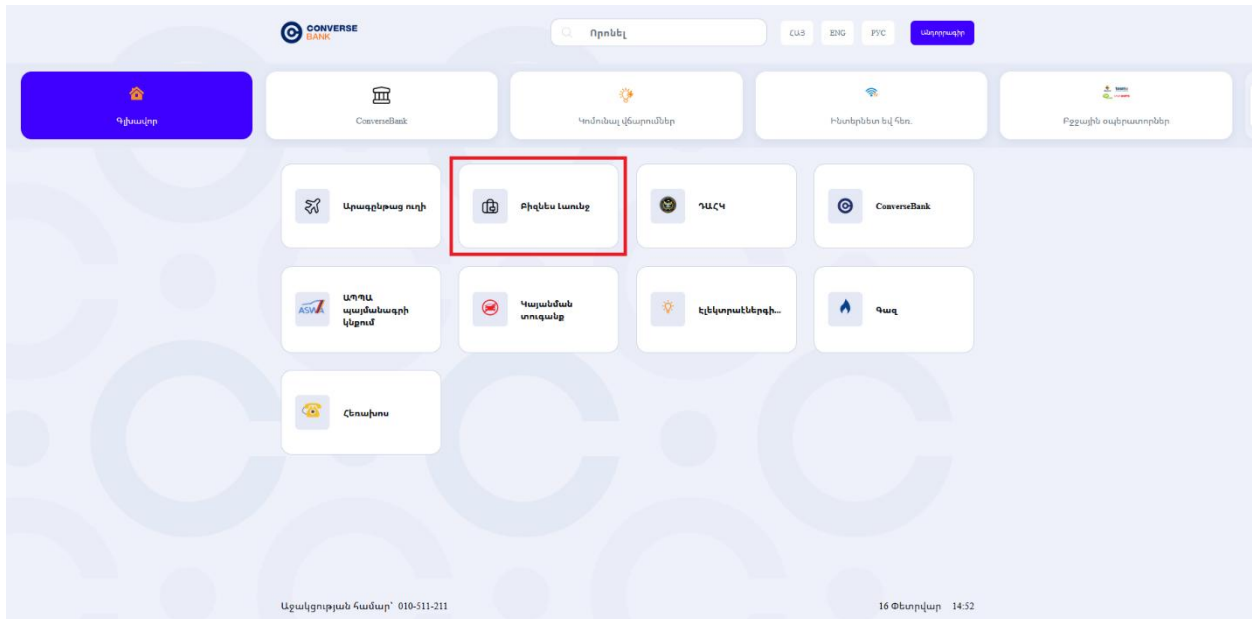 CONVERSE
BANK
Որոնել
ՀԱՅ
ENG
РУС
Անդորրագիր
Գլխավոր
ConverseBank
Կոմունալ վճարումներ
Ինտերնետ եվ հեռ.
Բջջային օպերատորներ
Արագընթաց ուղի
Բիզնես Լաունջ
ԴԱՀԿ
ConverseBank
ASWA
ԱՊՊԱ
պայմանագրի
կնքում
Կայանման
տուգանք
Էլեկտրաէներգի...
Գազ
Հեռախոս
Աջակցության համար՝ 010-511-211
16 Փետրվար 14:52